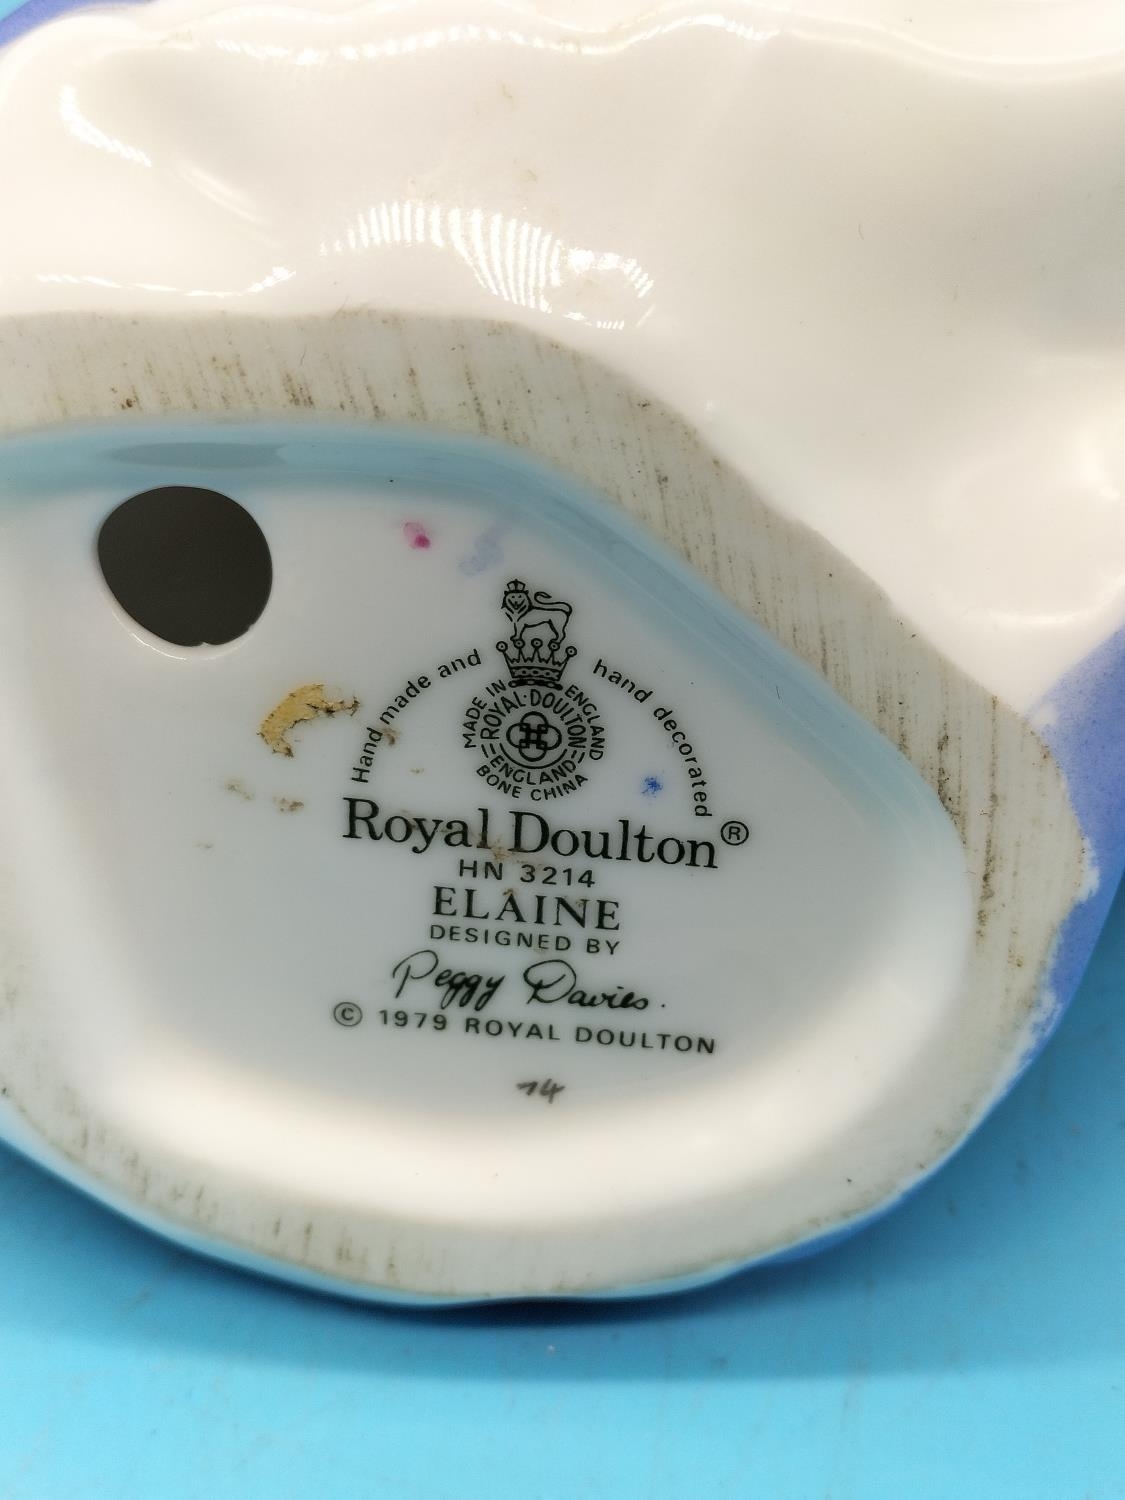 Hand made and hand decorated
MADE IN ENGLAND
ROYAL·DOULTON
ENGLAND
BONE CHINA
Royal Doulton®
HN 3214
ELAINE
DESIGNED BY
Peggy Davies.
© 1979 ROYAL DOULTON
14